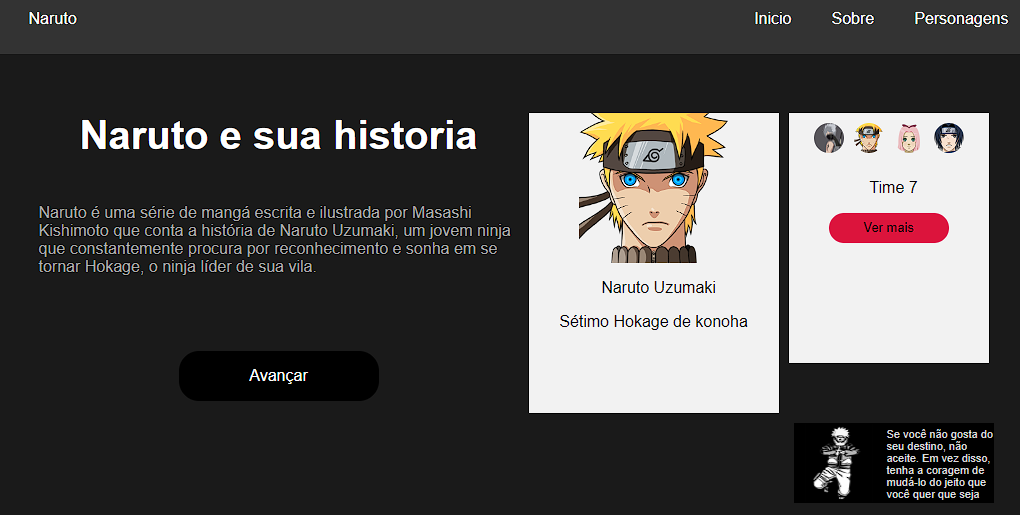 Naruto
Inicio
Sobre
Personagens
Naruto e sua historia
Naruto é uma série de mangá escrita e ilustrada por Masashi
Kishimoto que conta a história de Naruto Uzumaki, um jovem ninja
que constantemente procura por reconhecimento e sonha em se
tornar Hokage, o ninja líder de sua vila.
Avançar
Naruto Uzumaki
Sétimo Hokage de konoha
Time 7
Ver mais
Se você não gosta do
seu destino, não
aceite. Em vez disso,
tenha a coragem de
mudá-lo do jeito que
você quer que seja